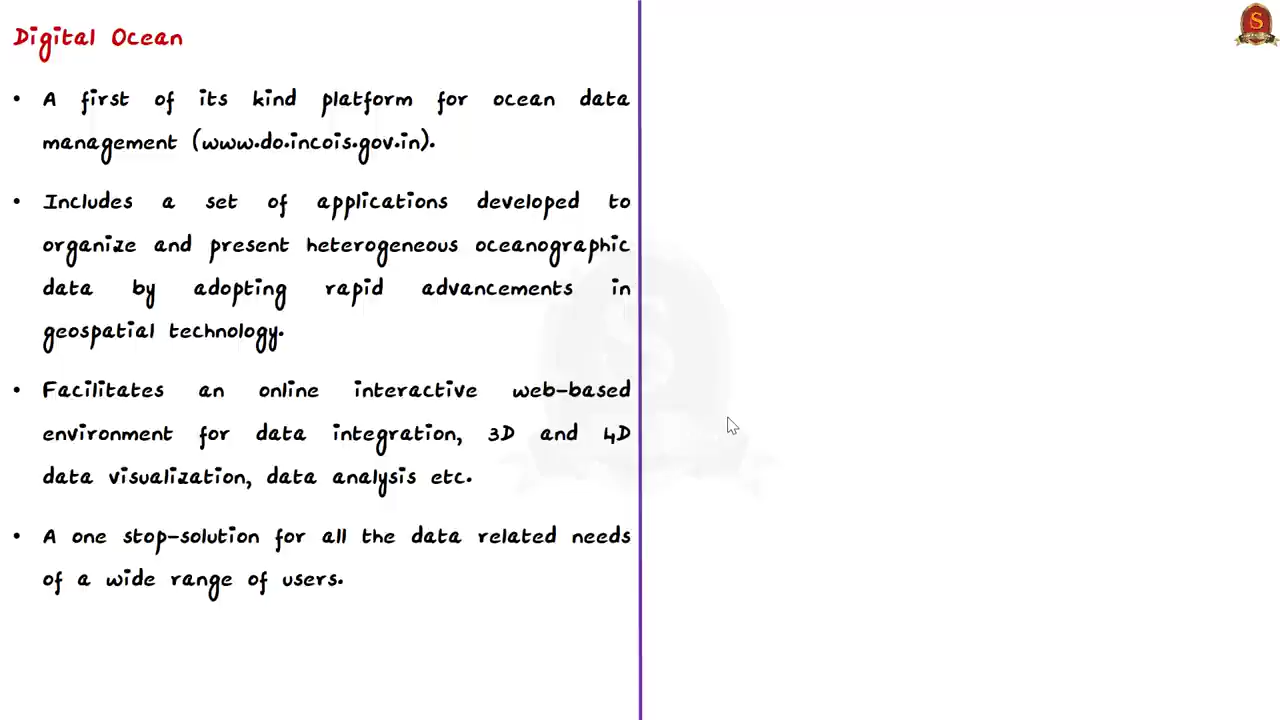 Digital Ocean
• A first of its kind platform for ocean data
management (www.do.incois.gov.in).
• Includes a set of applications developed to
organize and present heterogeneous oceanographic
data by adopting rapid advancements in
geospatial technology.
• Facilitates an online interactive web-based
environment for data integration, 3D and 4D
data visualization, data analysis etc.
• A one stop-solution for all the data related needs
of a wide range of users.
S